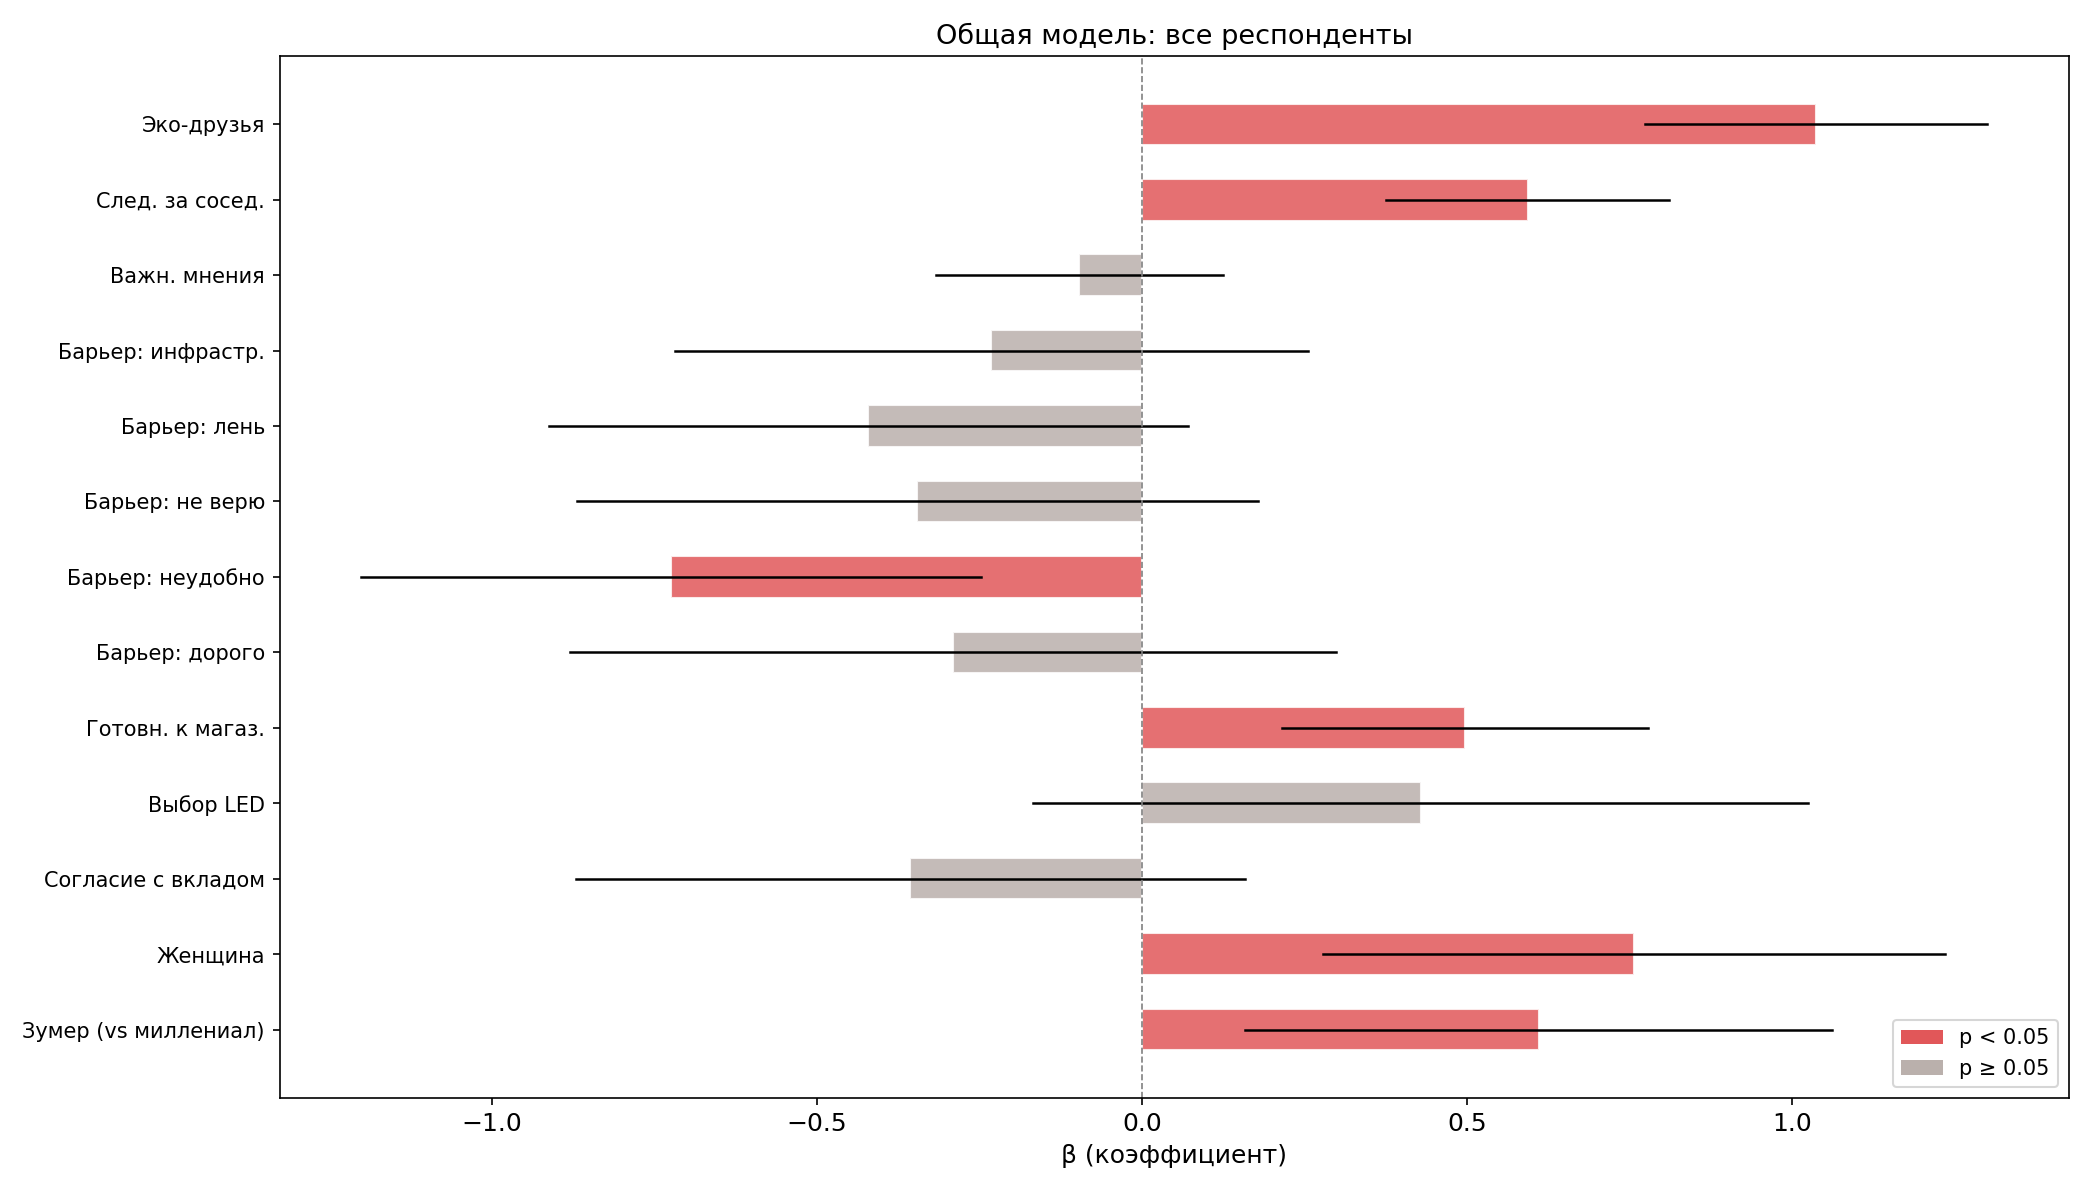 Общая модель: все респонденты
Эко-друзья
След. за сосед.
Важн. мнения
Барьер: инфрастр.
Барьер: лень
Барьер: не верю
Барьер: неудобно
Барьер: дорого
Готовн. к магаз.
Выбор LED
Согласие с вкладом
Женщина
Зумер (vs миллениал)
p < 0.05
p ≥ 0.05
−1.0 −0.5 0.0 0.5 1.0
β (коэффициент)